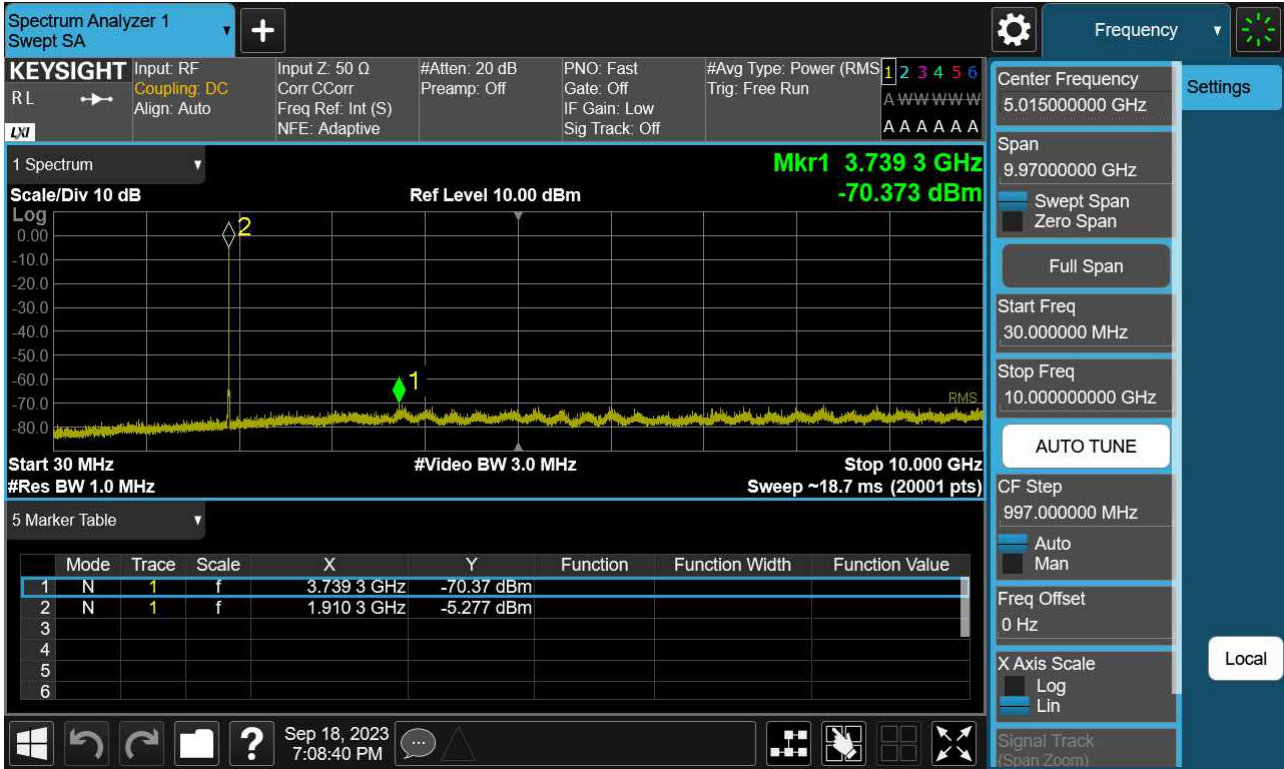 Spectrum Analyzer 1
Swept SA
Frequency
KEYSIGHT
R L
LXI
Input: RF
Coupling: DC
Align: Auto
Input Z: 50 Ω
Corr CCorr
Freq Ref: Int (S)
NFE: Adaptive
#Atten: 20 dB
Preamp: Off
PNO: Fast
Gate: Off
IF Gain: Low
Sig Track: Off
#Avg Type: Power (RMS
Trig: Free Run
1 2 3 4 5 6
A W W W W W
A A A A A A
Center Frequency
5.015000000 GHz
Settings
Span
9.97000000 GHz
Swept Span
Zero Span
Full Span
Start Freq
30.000000 MHz
Stop Freq
10.000000000 GHz
AUTO TUNE
CF Step
997.000000 MHz
Auto
Man
Freq Offset
0 Hz
X Axis Scale
Log
Lin
Signal Track
(Span Zoom)
Local
1 Spectrum
Mkr1 3.739 3 GHz
-70.373 dBm
Scale/Div 10 dB
Ref Level 10.00 dBm
Log
0.00
-10.0
-20.0
-30.0
-40.0
-50.0
-60.0
-70.0
-80.0
2
1
RMS
Start 30 MHz
#Video BW 3.0 MHz
Stop 10.000 GHz
#Res BW 1.0 MHz
Sweep ~18.7 ms (20001 pts)
5 Marker Table
Mode Trace Scale X Y Function Function Width Function Value
1 N 1 f 3.739 3 GHz -70.37 dBm
2 N 1 f 1.910 3 GHz -5.277 dBm
3
4
5
6
?
Sep 18, 2023
7:08:40 PM